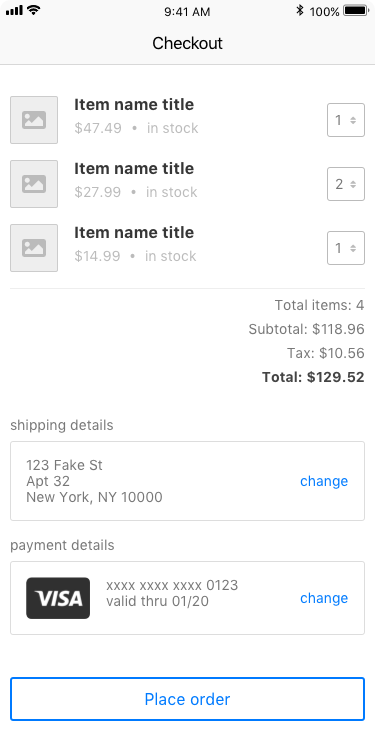 9:41 AM
100%
Checkout
Item name title
$47.49 • in stock
1
Item name title
$27.99 • in stock
2
Item name title
$14.99 • in stock
1
Total items: 4
Subtotal: $118.96
Tax: $10.56
Total: $129.52
shipping details
123 Fake St
Apt 32
New York, NY 10000
change
payment details
VISA
xxxx xxxx xxxx 0123
valid thru 01/20
change
Place order